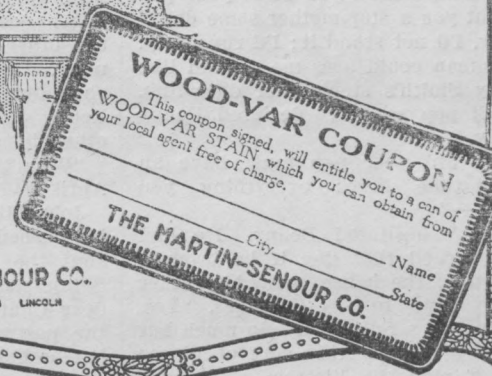 WOOD-VAR COUPON
This coupon signed, will entitle you to a can of
WOOD-VAR STAIN which you can obtain from
your local agent free of charge.
Name
City
State
THE MARTIN-SENOUR CO.
NOUR CO.
LINCOLN